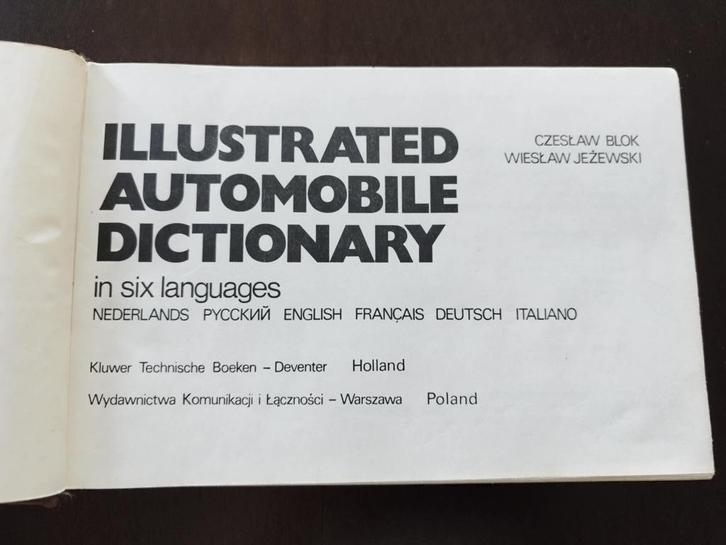 ILLUSTRATED
AUTOMOBILE
DICTIONARY
CZESŁAW BLOK
WIESŁAW JEŻEWSKI
in six languages
NEDERLANDS РУССКИЙ ENGLISH FRANÇAIS DEUTSCH ITALIANO
Kluwer Technische Boeken – Deventer Holland
Wydawnictwa Komunikacji i Łączności – Warszawa Poland